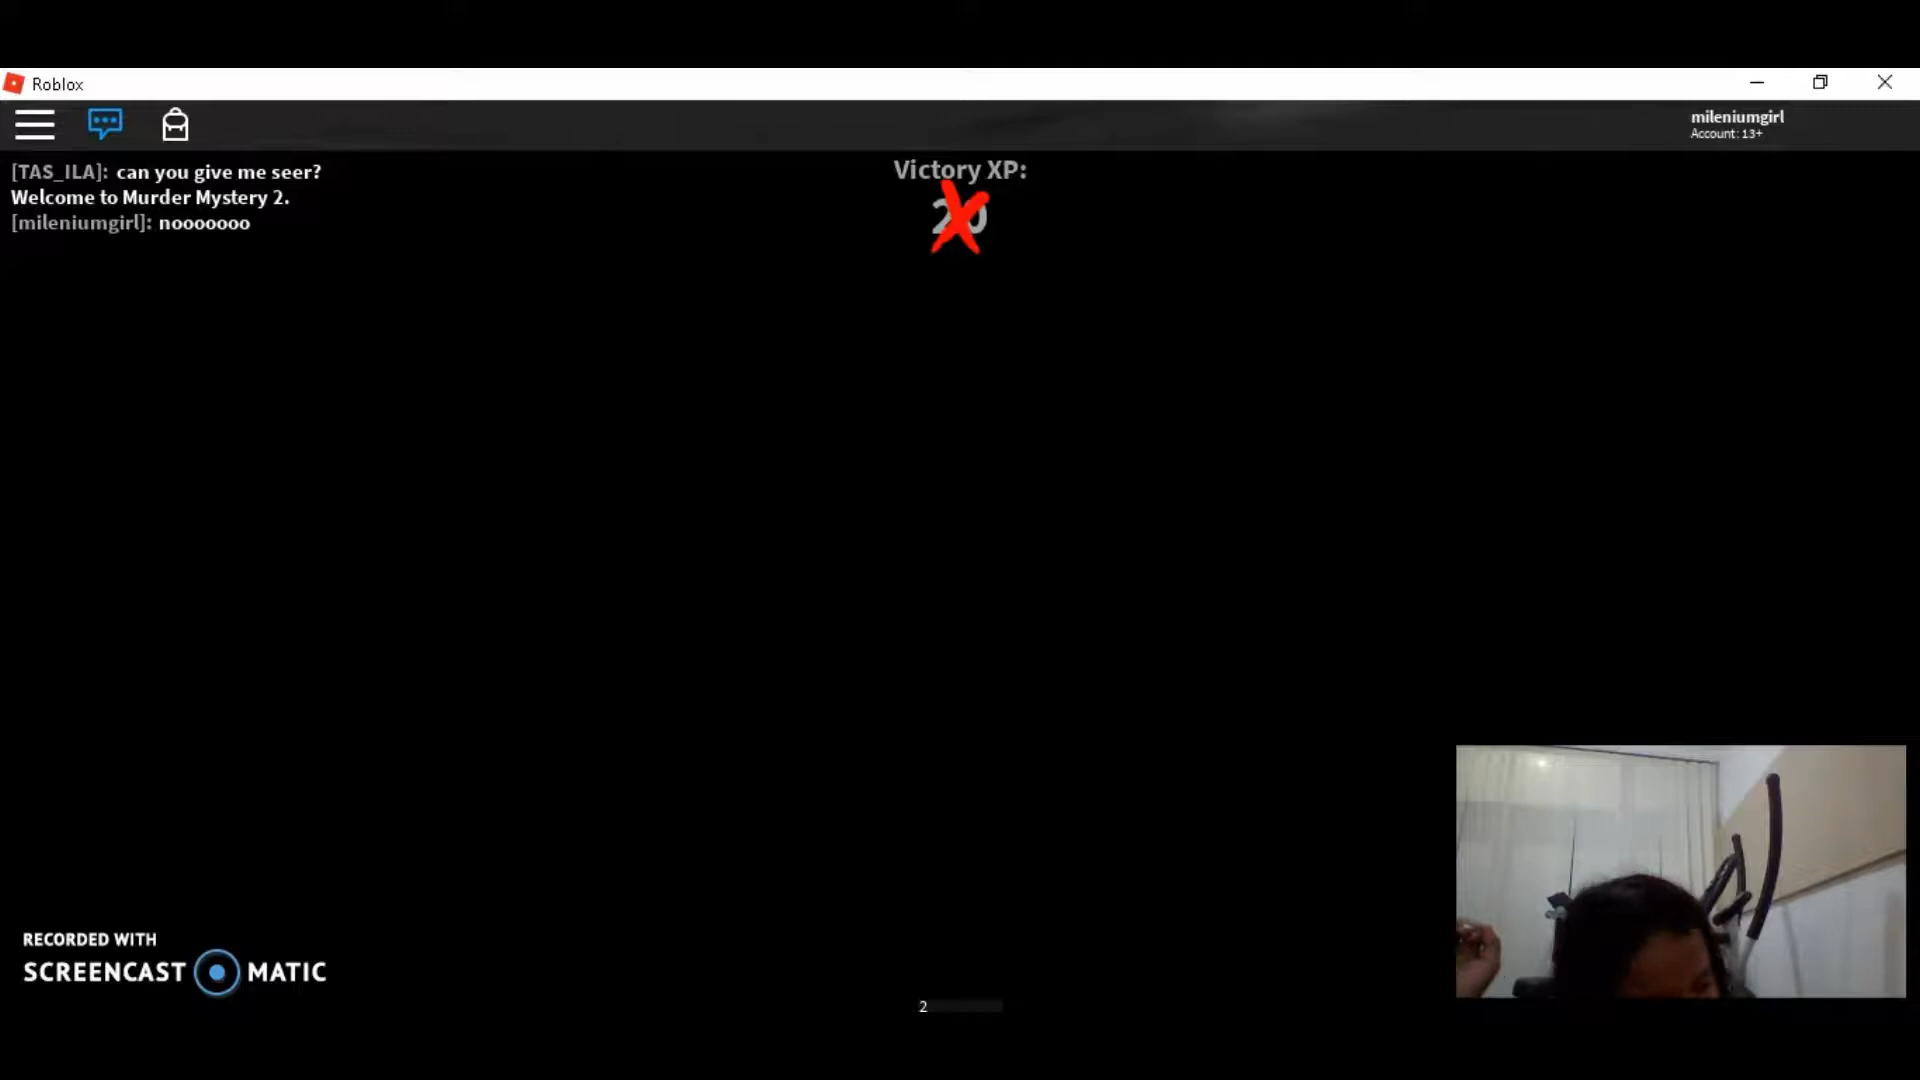 Roblox
mileniumgirl
Account: 13+
[TAS_ILA]: can you give me seer?
Welcome to Murder Mystery 2.
[mileniumgirl]: nooooooo
Victory XP:
20
RECORDED WITH
SCREENCAST MATIC
2